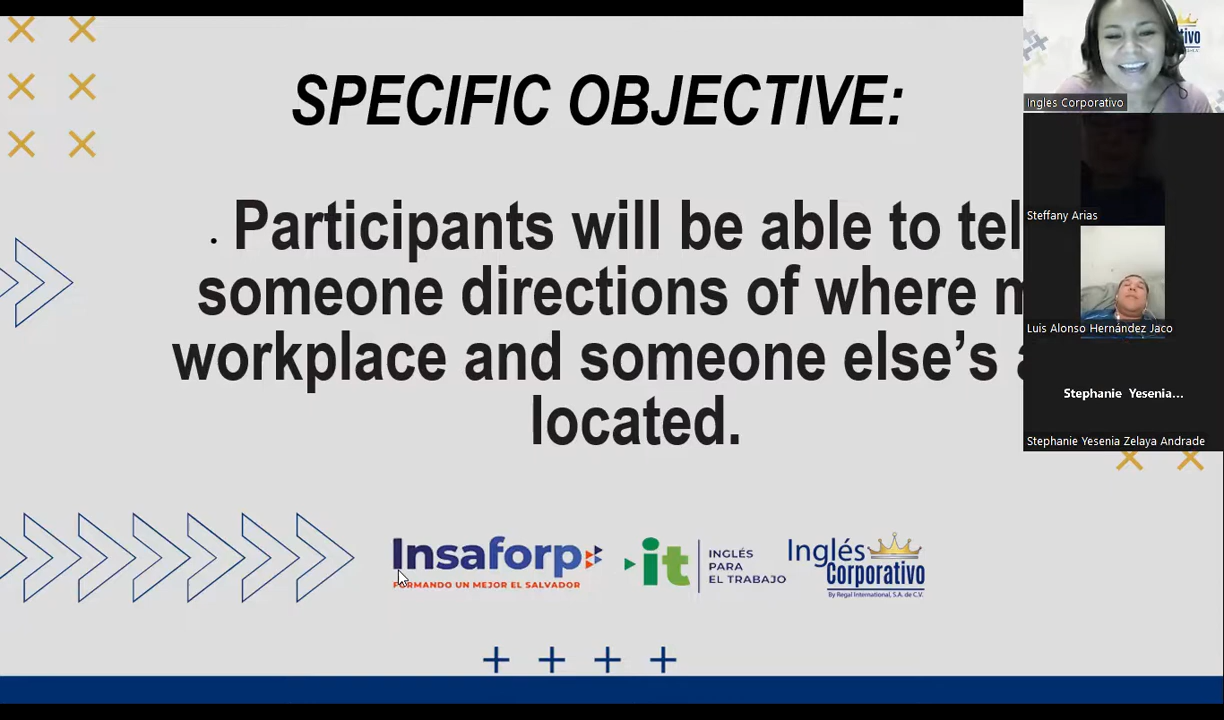 SPECIFIC OBJECTIVE:
. Participants will be able to tel
someone directions of where m
workplace and someone else’s a
located.
Insaforp
FORMANDO UN MEJOR EL SALVADOR
it
INGLÉS
PARA
EL TRABAJO
Inglés
Corporativo
By Regal International, S.A. de C.V.
tivo
Ingles Corporativo
Steffany Arias
Luis Alonso Hernández Jaco
Stephanie Yesenia...
Stephanie Yesenia Zelaya Andrade